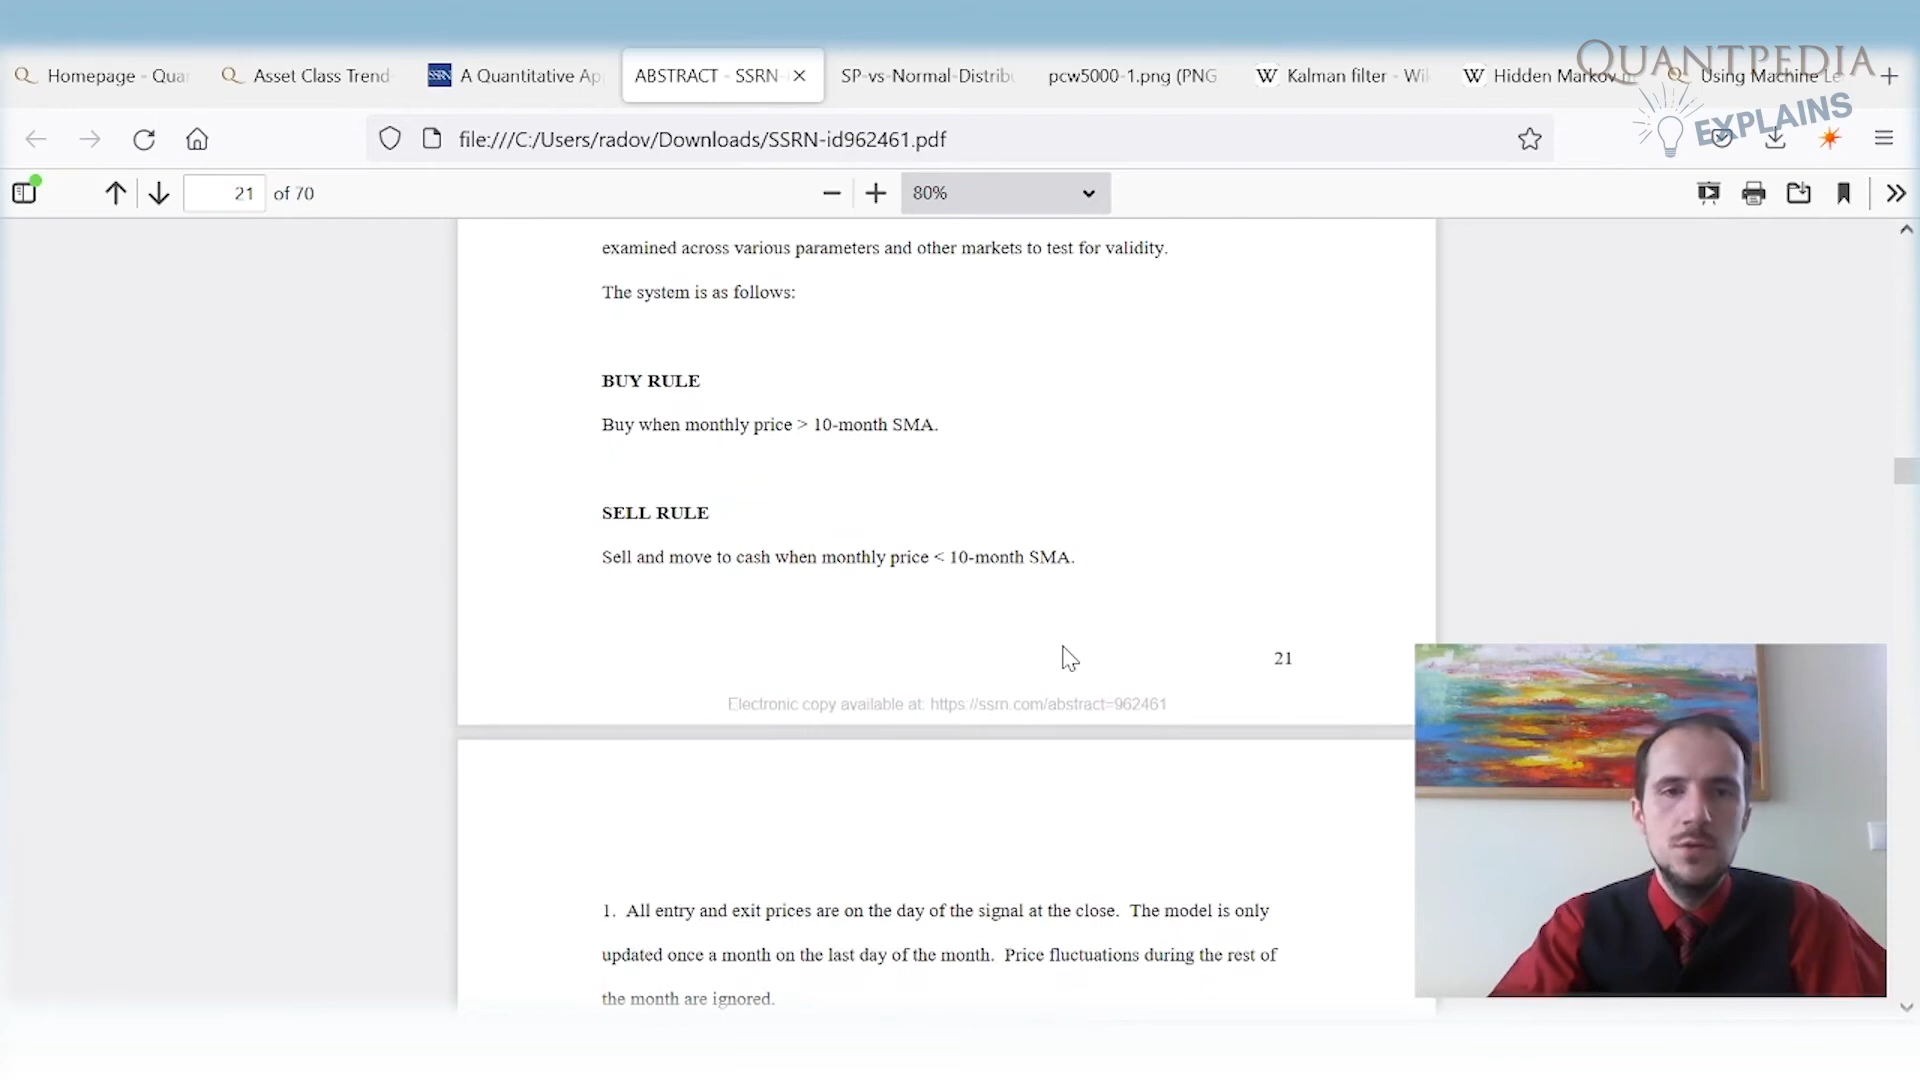 Homepage - Quan
Asset Class Trend
SSRN A Quantitative Ap
ABSTRACT - SSRN
SP-vs-Normal-Distribu
pcw5000-1.png (PNG
W Kalman filter - Wil
W Hidden Markov m
Using Machine Le
QUANTPEDIA
EXPLAINS
file:///C:/Users/radov/Downloads/SSRN-id962461.pdf
21 of 70
80%
examined across various parameters and other markets to test for validity.
The system is as follows:
BUY RULE
Buy when monthly price > 10-month SMA.
SELL RULE
Sell and move to cash when monthly price < 10-month SMA.
21
Electronic copy available at: https://ssrn.com/abstract=962461
1. All entry and exit prices are on the day of the signal at the close. The model is only
updated once a month on the last day of the month. Price fluctuations during the rest of
the month are ignored.